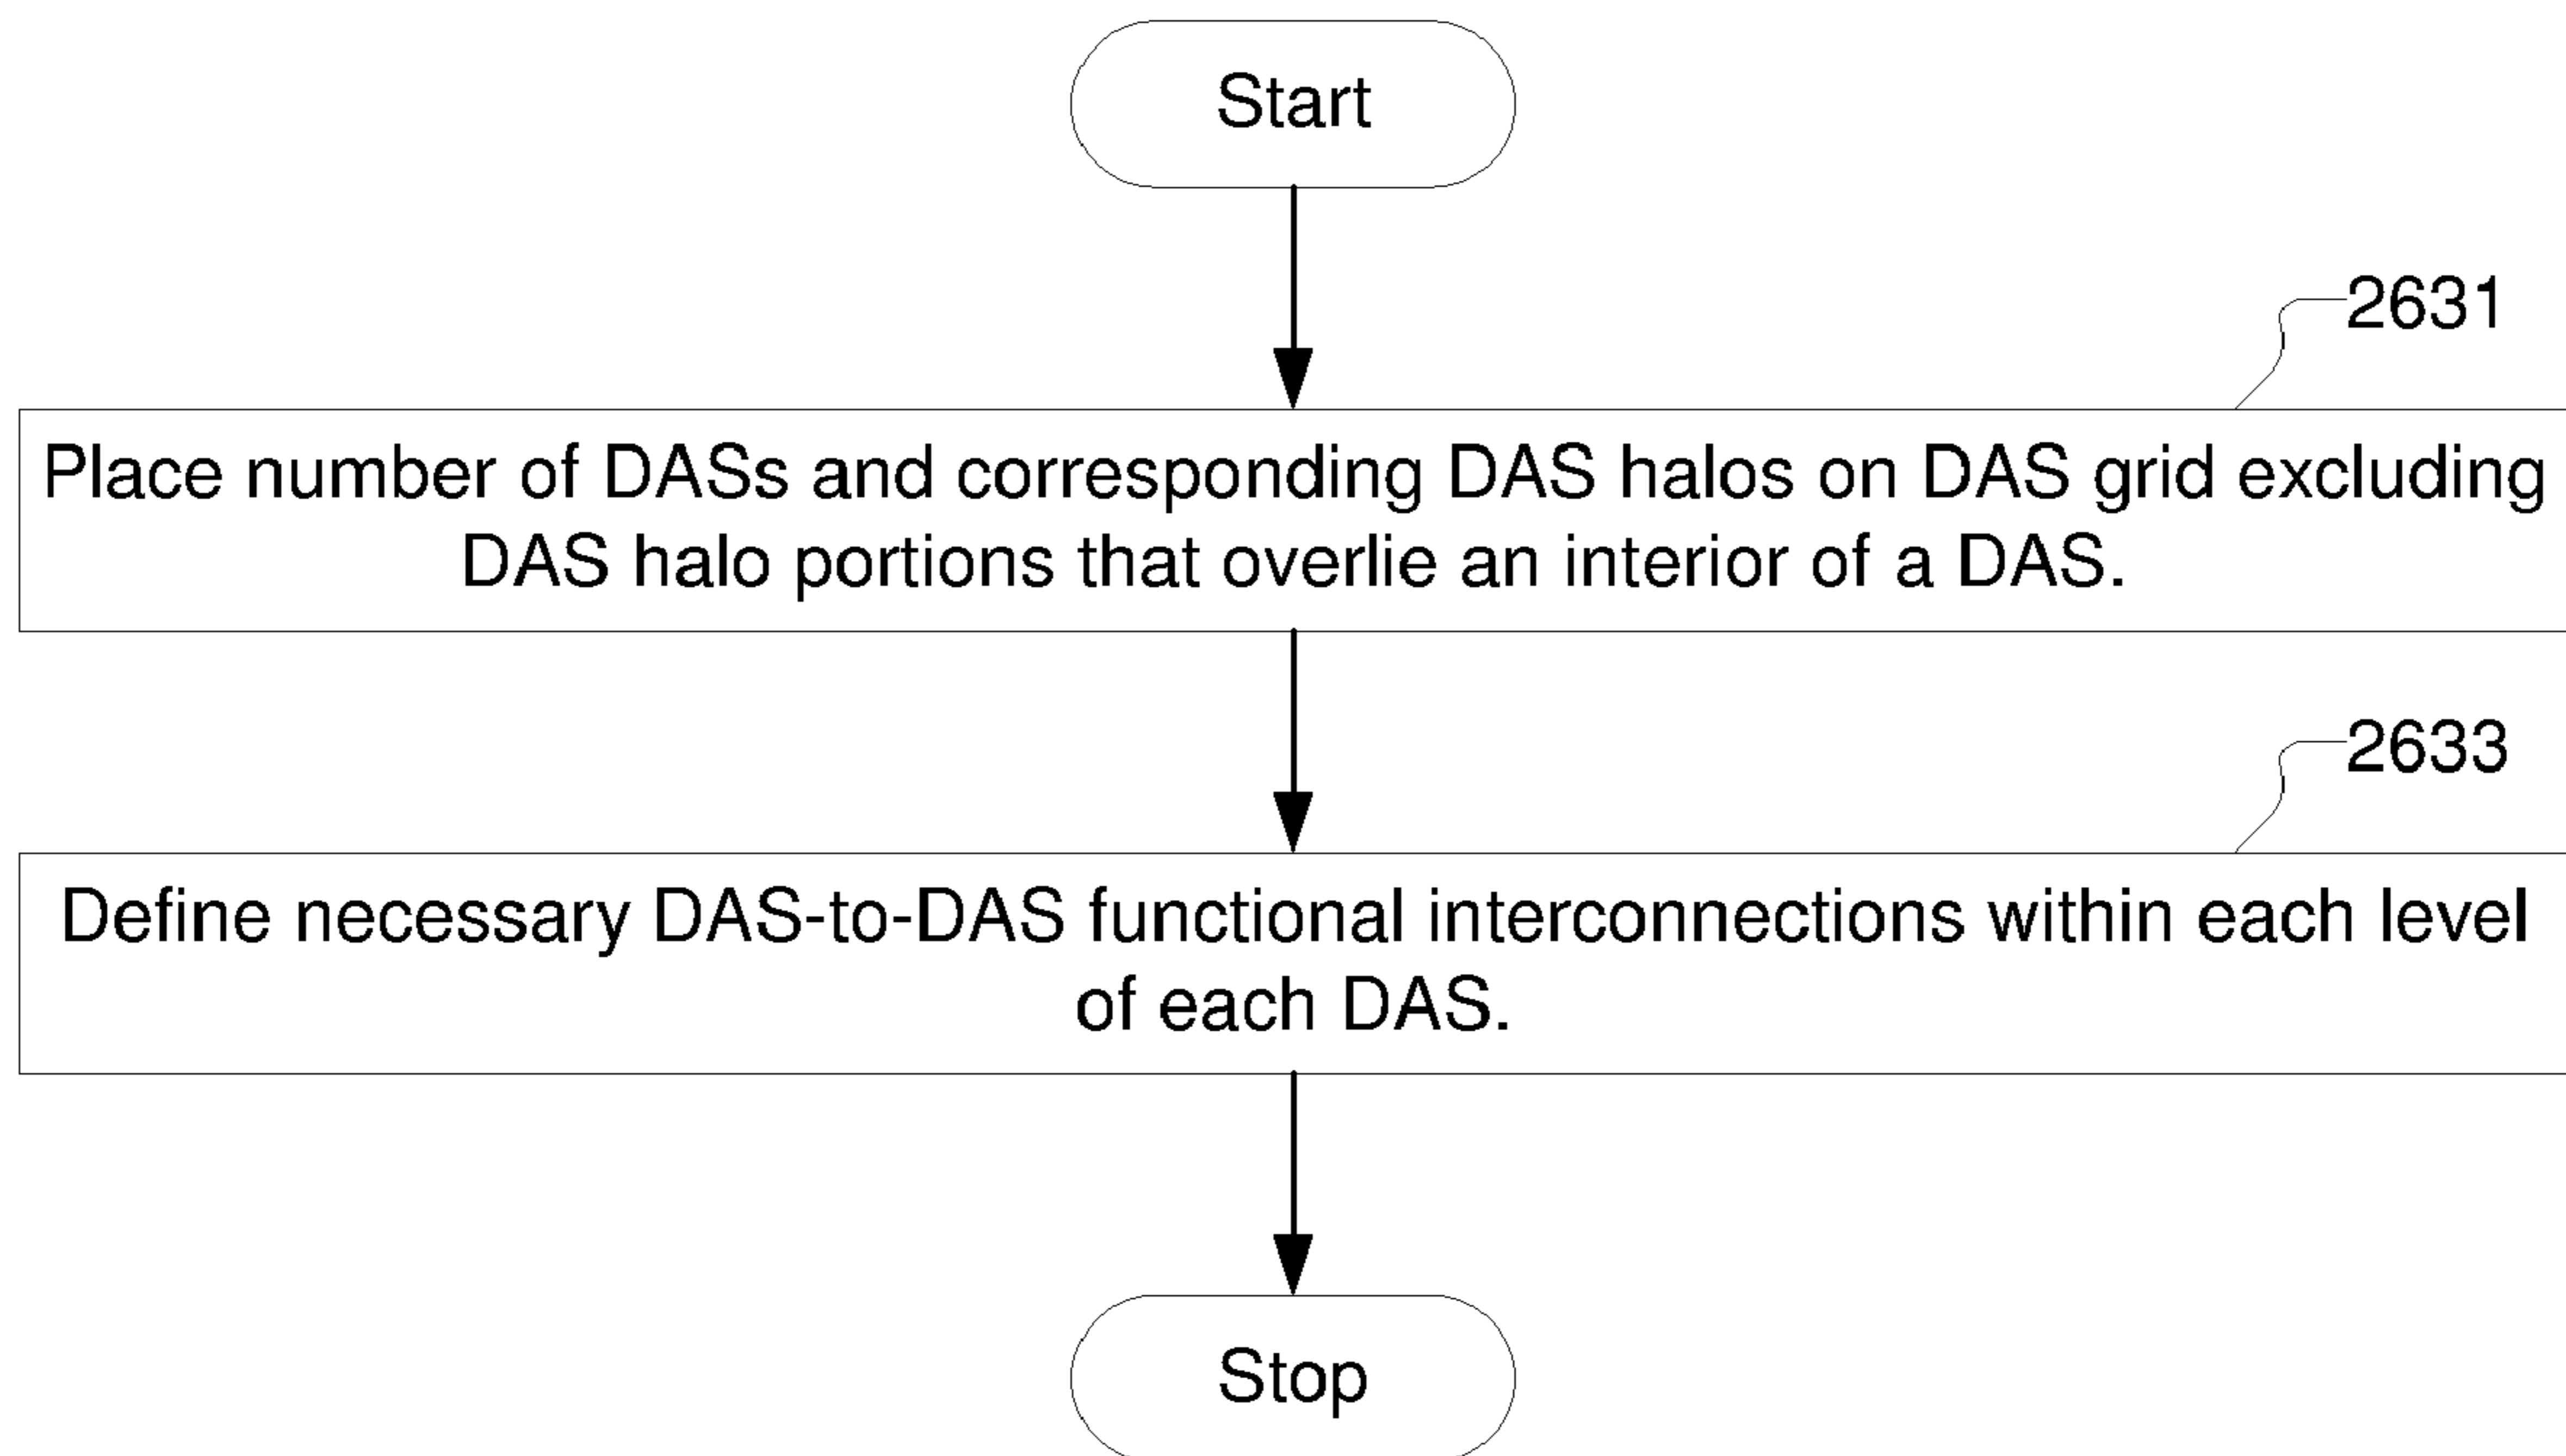 Start
2631
Place number of DASs and corresponding DAS halos on DAS grid excluding
DAS halo portions that overlie an interior of a DAS.
2633
Define necessary DAS-to-DAS functional interconnections within each level
of each DAS.
Stop